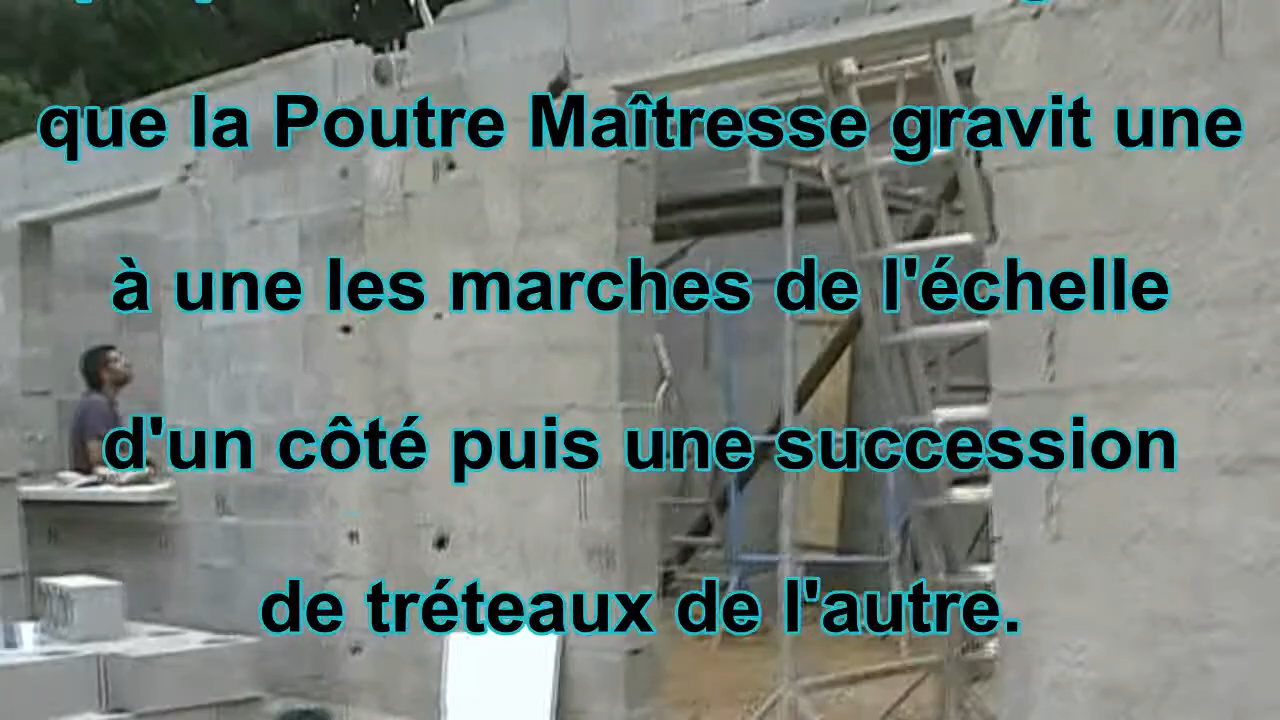 que la Poutre Maîtresse gravit une
à une les marches de l'échelle
d'un côté puis une succession
de tréteaux de l'autre.